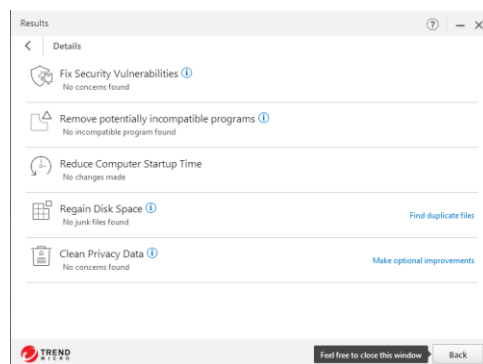 Results
Details
Fix Security Vulnerabilities
No concerns found
Remove potentially incompatible programs
No incompatible program found
Reduce Computer Startup Time
No changes made
Regain Disk Space
No junk files found
Find duplicate files
Clean Privacy Data
No concerns found
Make optional improvements
TREND
MICRO
Feel free to close this window
Back